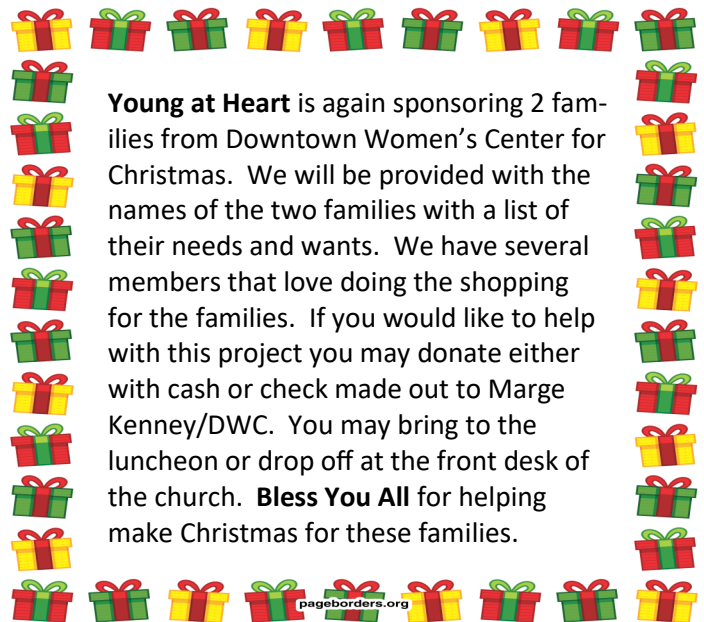 Young at Heart is again sponsoring 2 fam-
ilies from Downtown Women’s Center for
Christmas.  We will be provided with the
names of the two families with a list of
their needs and wants.  We have several
members that love doing the shopping
for the families.  If you would like to help
with this project you may donate either
with cash or check made out to Marge
Kenney/DWC.  You may bring to the
luncheon or drop off at the front desk of
the church.  Bless You All for helping
make Christmas for these families.
pageborders.org